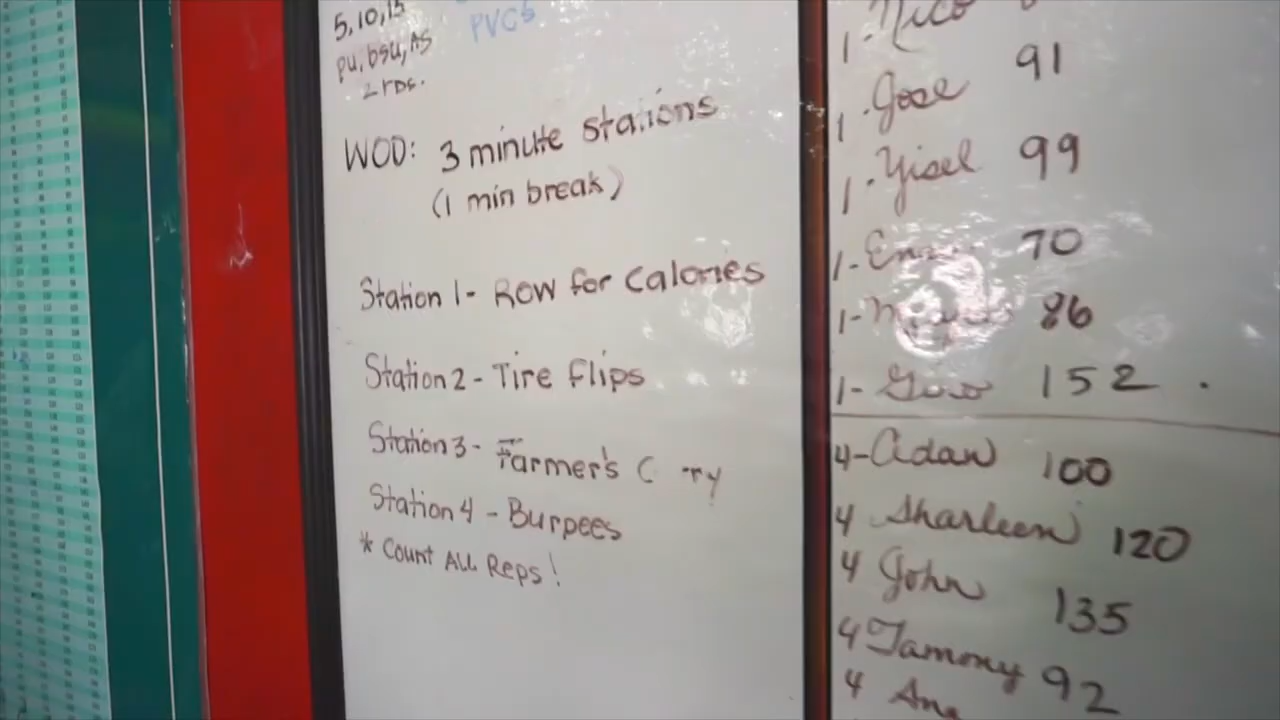 5,10,15
PVCs
pu, bsu, AS
2 rds.
WOD: 3 minute stations
(1 min break)
Station 1- Row for Calories
Station 2 - Tire Flips
Station 3 - Farmer's C ry
Station 4 - Burpees
* Count ALL Reps!
1. Nico
1. Jose 91
1. Yisel 99
1- 70
1- 86
1- 152
4- Adan 100
4 Sharleen 120
4 John 135
4 Tammy 92
4 Ana